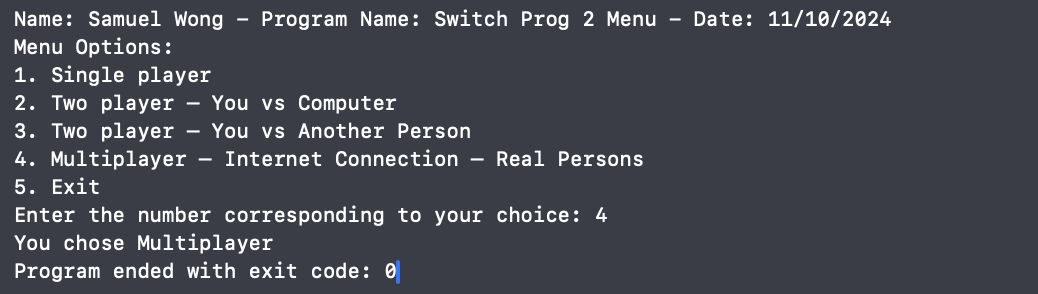 Name: Samuel Wong – Program Name: Switch Prog 2 Menu – Date: 11/10/2024
Menu Options:
1. Single player
2. Two player – You vs Computer
3. Two player – You vs Another Person
4. Multiplayer – Internet Connection – Real Persons
5. Exit
Enter the number corresponding to your choice: 4
You chose Multiplayer
Program ended with exit code: 0